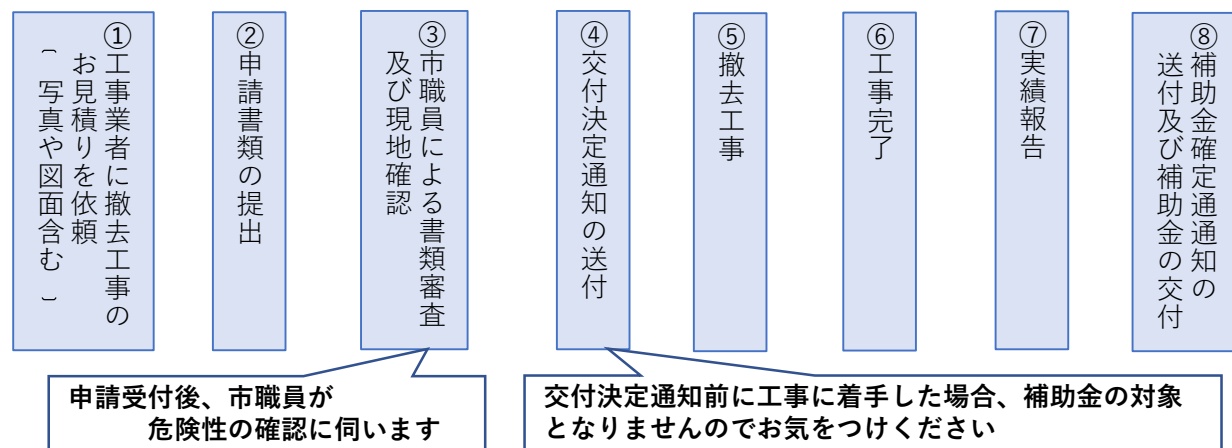 ①工事業者に撤去工事の
お見積りを依頼
〔 写真や図面含む 〕
②申請書類の提出
③市職員による書類審査
及び現地確認
④交付決定通知の送付
⑤撤去工事
⑥工事完了
⑦実績報告
⑧補助金確定通通知の
送付及び補助金の交付
申請受付後、市職員が
危険性の確認に伺います
交付決定通知前に工事に着手した場合、補助金の対象
となりませんのでお気をつけください